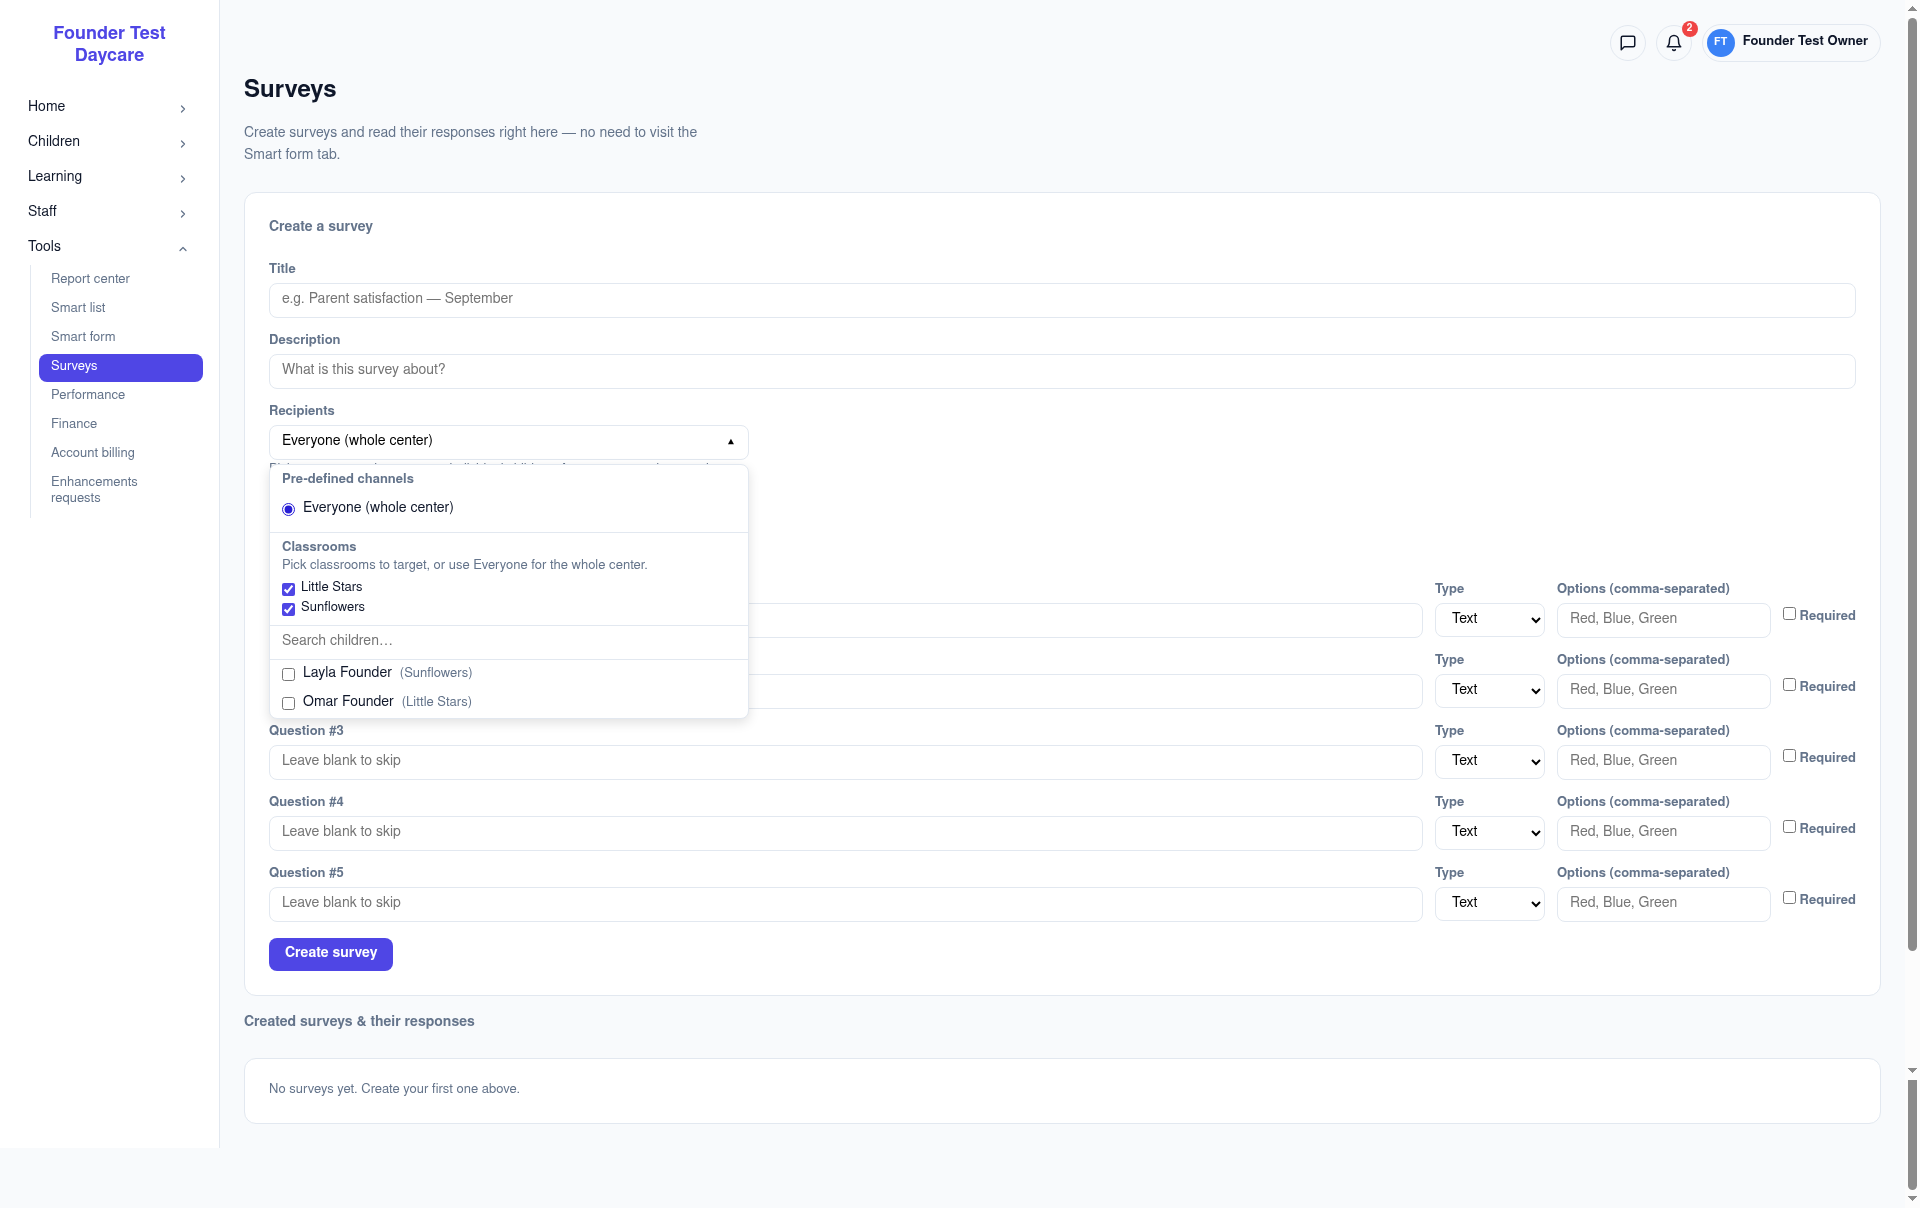 Founder Test
Daycare
Home
Children
Learning
Staff
Tools
Report center
Smart list
Smart form
Surveys
Performance
Finance
Account billing
Enhancements
requests
2
FT
Founder Test Owner
Surveys
Create surveys and read their responses right here — no need to visit the
Smart form tab.
Create a survey
Title
e.g. Parent satisfaction — September
Description
What is this survey about?
Recipients
Everyone (whole center)
Pre-defined channels
Everyone (whole center)
Classrooms
Pick classrooms to target, or use Everyone for the whole center.
Little Stars
Sunflowers
Search children…
Layla Founder (Sunflowers)
Omar Founder (Little Stars)
Type
Options (comma-separated)
Text
Red, Blue, Green
Required
Type
Options (comma-separated)
Text
Red, Blue, Green
Required
Question #3
Type
Options (comma-separated)
Leave blank to skip
Text
Red, Blue, Green
Required
Question #4
Type
Options (comma-separated)
Leave blank to skip
Text
Red, Blue, Green
Required
Question #5
Type
Options (comma-separated)
Leave blank to skip
Text
Red, Blue, Green
Required
Create survey
Created surveys & their responses
No surveys yet. Create your first one above.